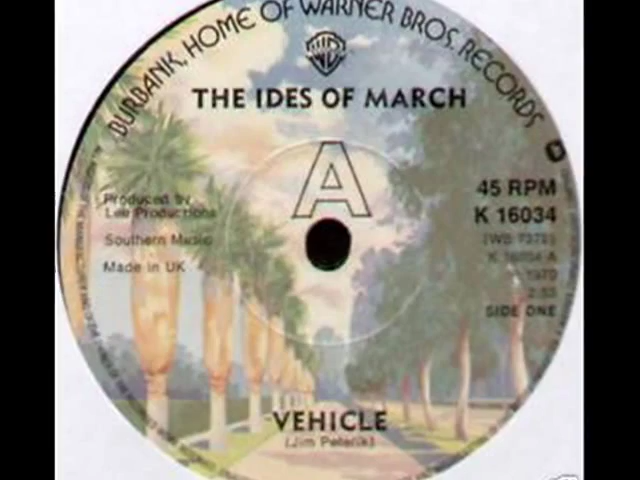 BURBANK, HOME OF WARNER BROS. RECORDS
THE IDES OF MARCH
A
Produced by
Lee Productions
Southern Music
Made in UK
45 RPM
K 16034
K 16034 A
1970
SIDE ONE
VEHICLE
(Jim Peterik)